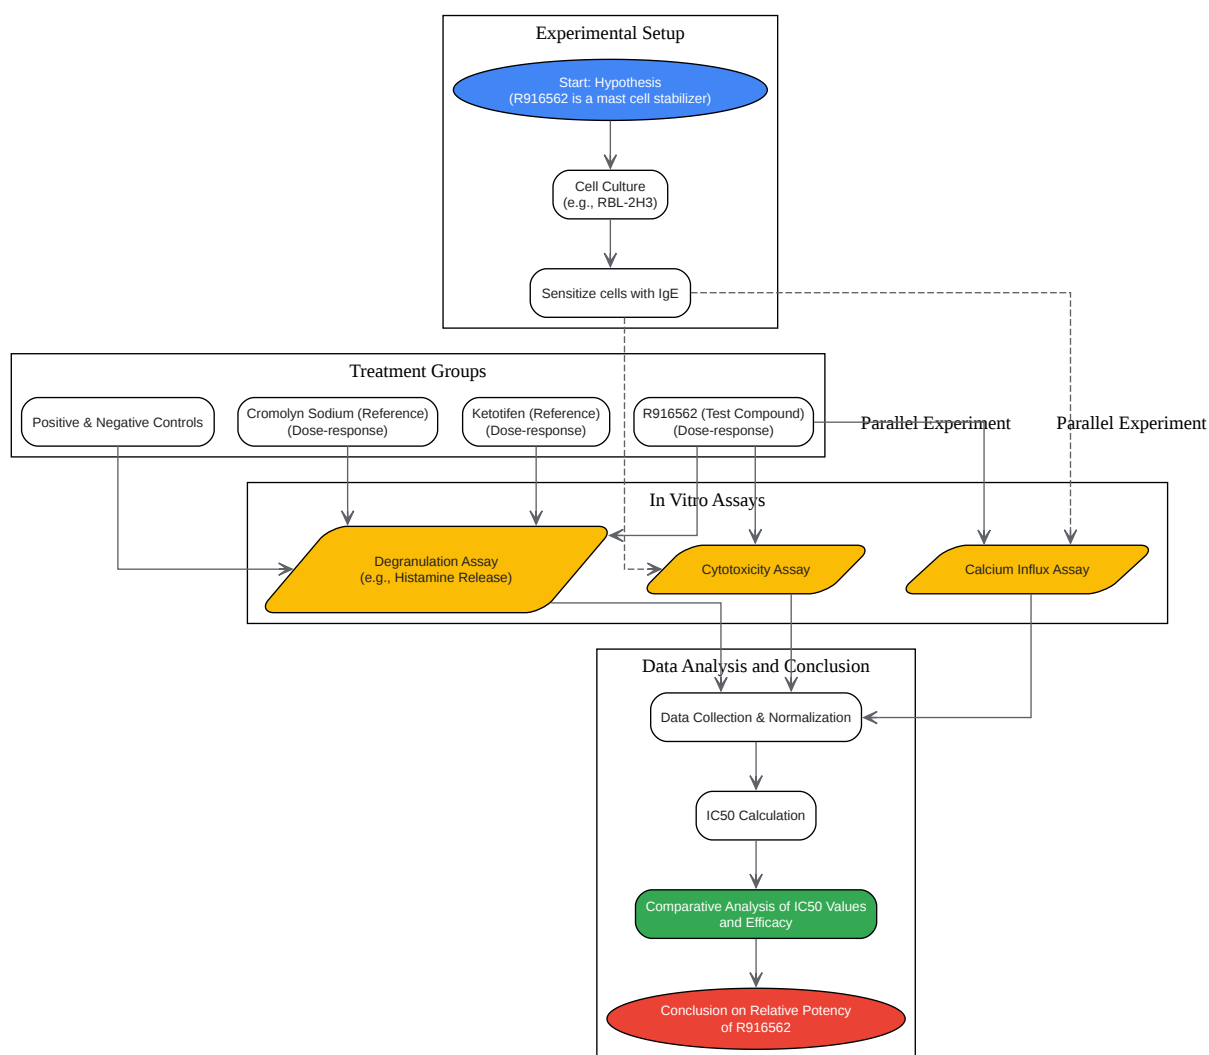 Experimental Setup
Start: Hypothesis
(R916562 is a mast cell stabilizer)
Cell Culture
(e.g., RBL-2H3)
Sensitize cells with IgE
Treatment Groups
Positive & Negative Controls
Cromolyn Sodium (Reference)
(Dose-response)
Ketotifen (Reference)
(Dose-response)
R916562 (Test Compound)
(Dose-response)
Parallel Experiment
Parallel Experiment
In Vitro Assays
Degranulation Assay
(e.g., Histamine Release)
Cytotoxicity Assay
Calcium Influx Assay
Data Analysis and Conclusion
Data Collection & Normalization
IC50 Calculation
Comparative Analysis of IC50 Values
and Efficacy
Conclusion on Relative Potency
of R916562